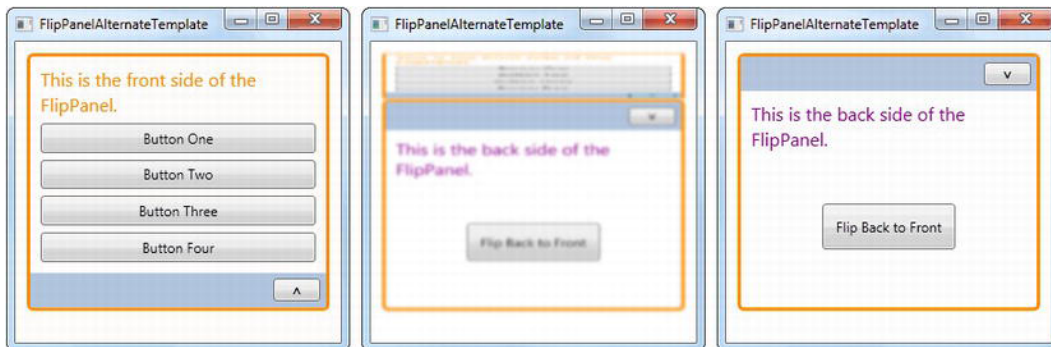 FlipPanelAlternateTemplate
This is the front side of the
FlipPanel.
Button One
Button Two
Button Three
Button Four
^
FlipPanelAlternateTemplate
v
This is the back side of the
FlipPanel.
Flip Back to Front
FlipPanelAlternateTemplate
v
This is the back side of the
FlipPanel.
Flip Back to Front